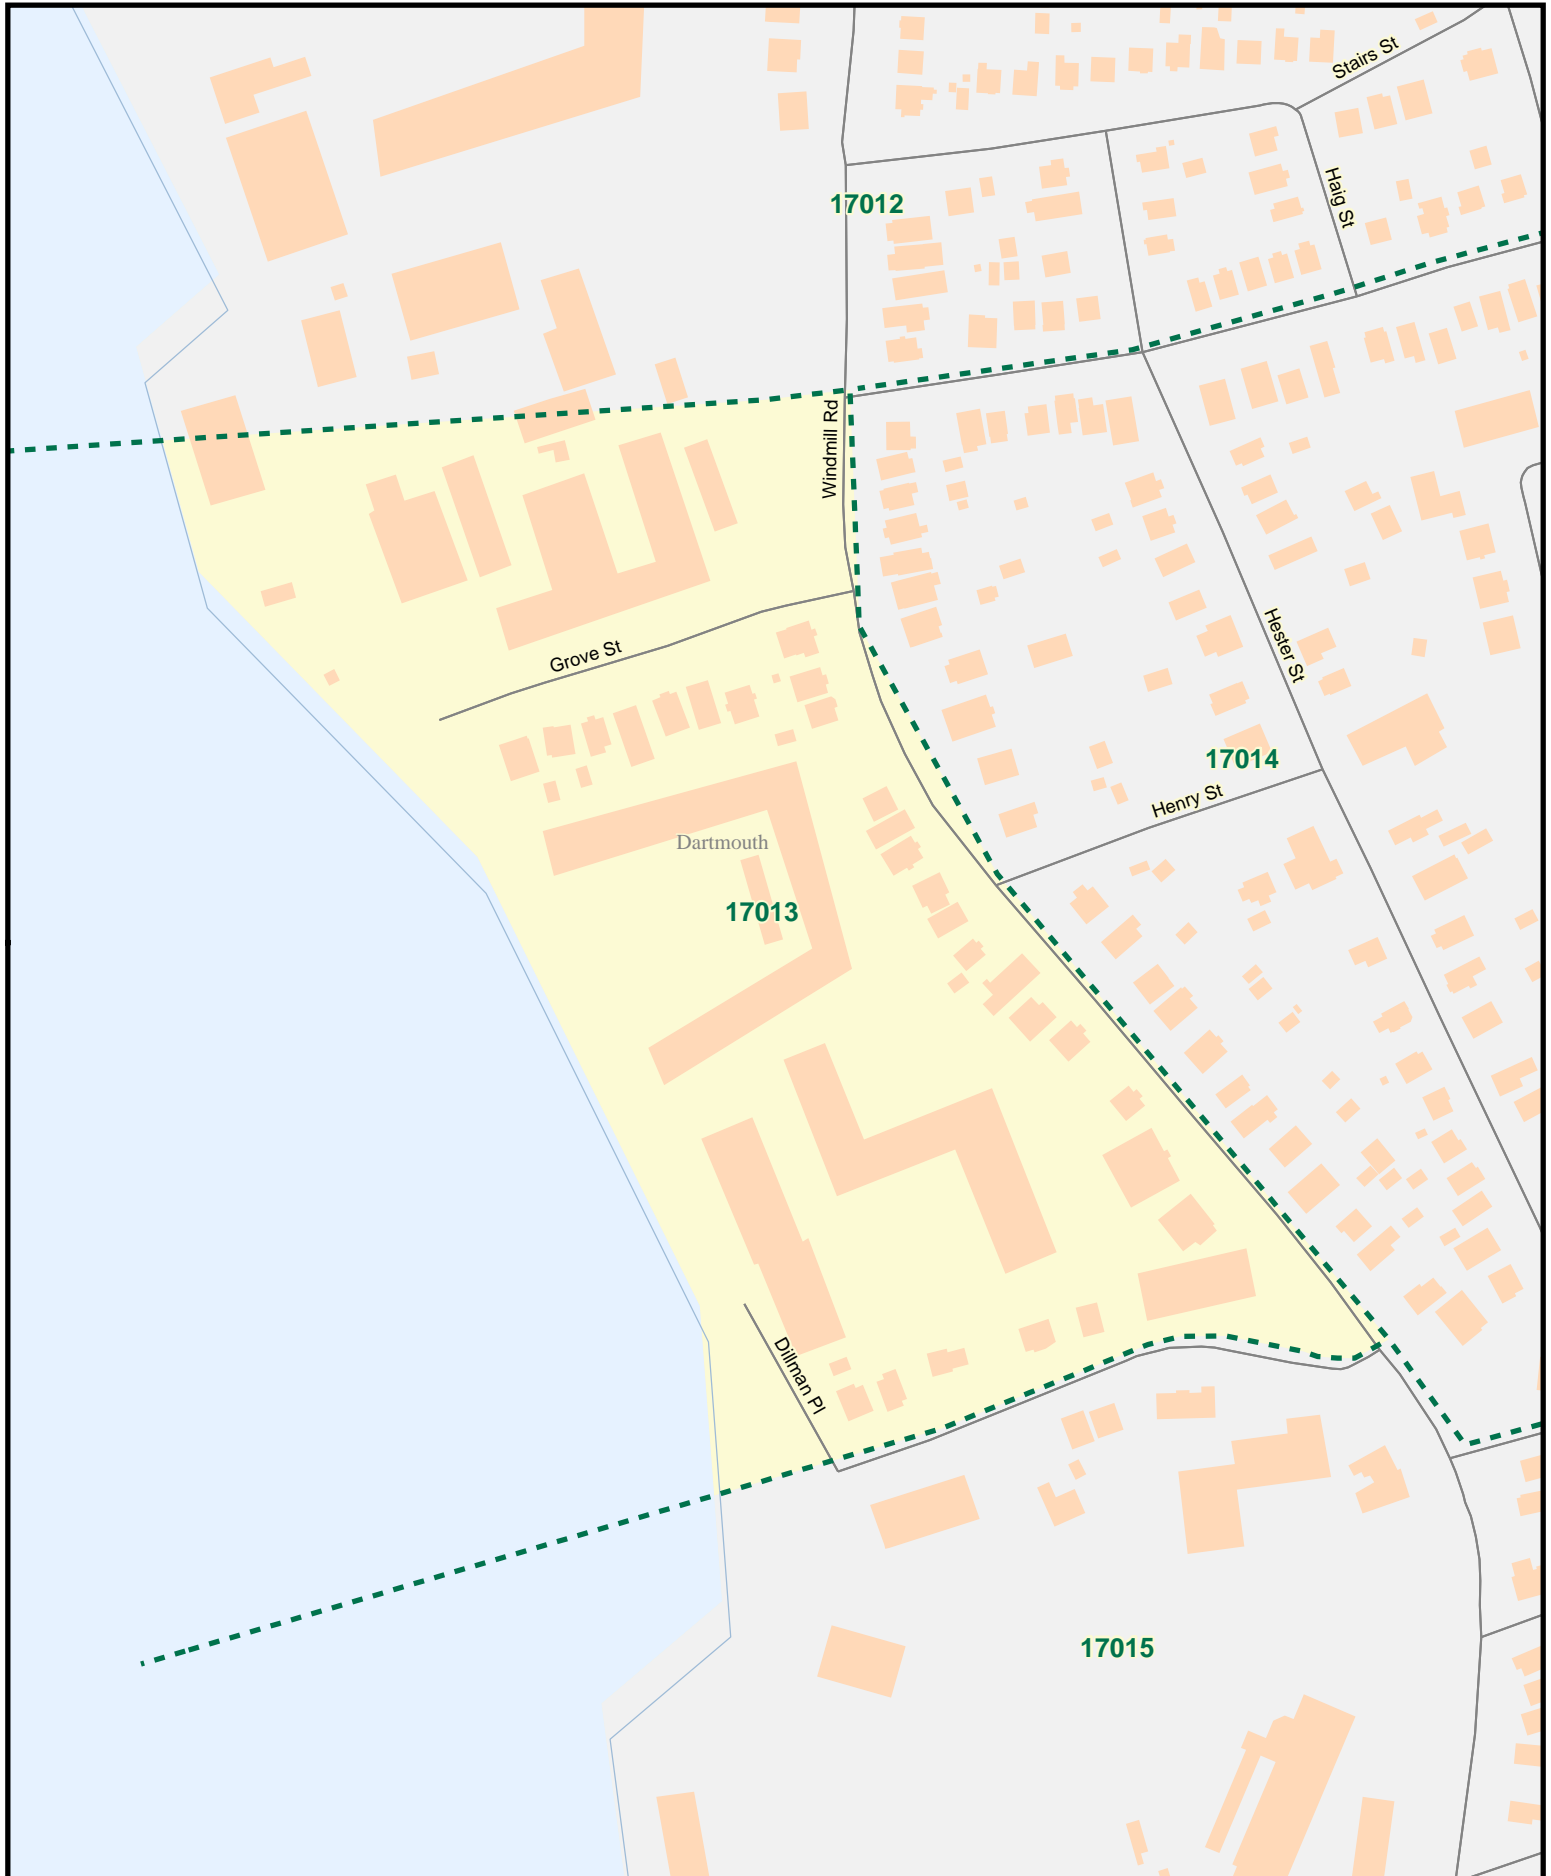 Stairs St
Haig St
17012
Windmill Rd
Grove St
Hester St
17014
Henry St
Dartmouth
17013
Dillman Pl
17015